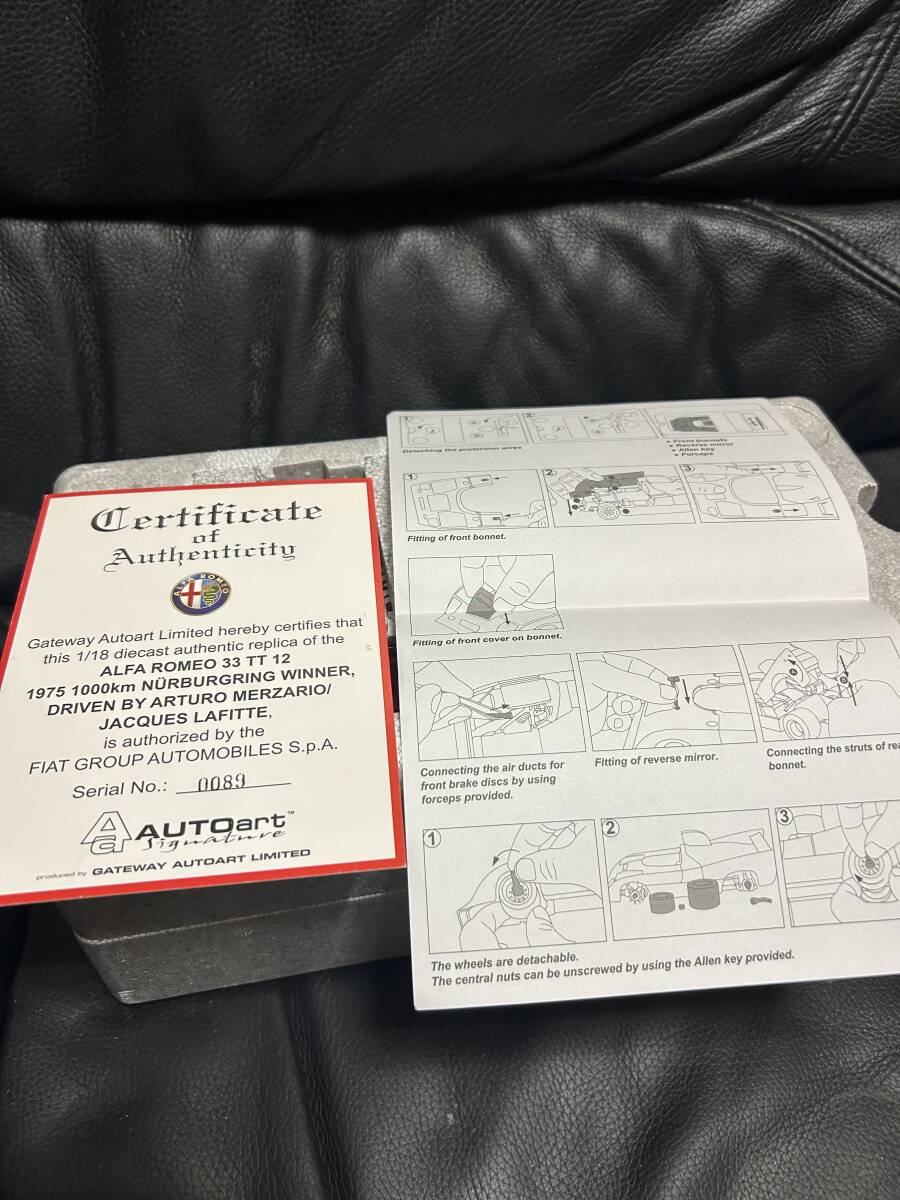 Certificate
of
Authenticity
ALFA ROMEO
Gateway Autoart Limited hereby certifies that
this 1/18 diecast authentic replica of the
ALFA ROMEO 33 TT 12
1975 1000km NÜRBURGRING WINNER,
DRIVEN BY ARTURO MERZARIO/
JACQUES LAFITTE,
is authorized by the
FIAT GROUP AUTOMOBILES S.p.A.
Serial No.: 0089
AUTOart™
Signature
produced by GATEWAY AUTOART LIMITED
2
Detaching the protection wires
• Front bonnets
• Reverse mirror
• Allen key
• Forceps
1
2
3
Fitting of front bonnet.
Fitting of front cover on bonnet.
Connecting the air ducts for
front brake discs by using
forceps provided.
Fitting of reverse mirror.
Connecting the struts of
bonnet.
1
2
3
The wheels are detachable.
The central nuts can be unscrewed by using the Allen key provided.